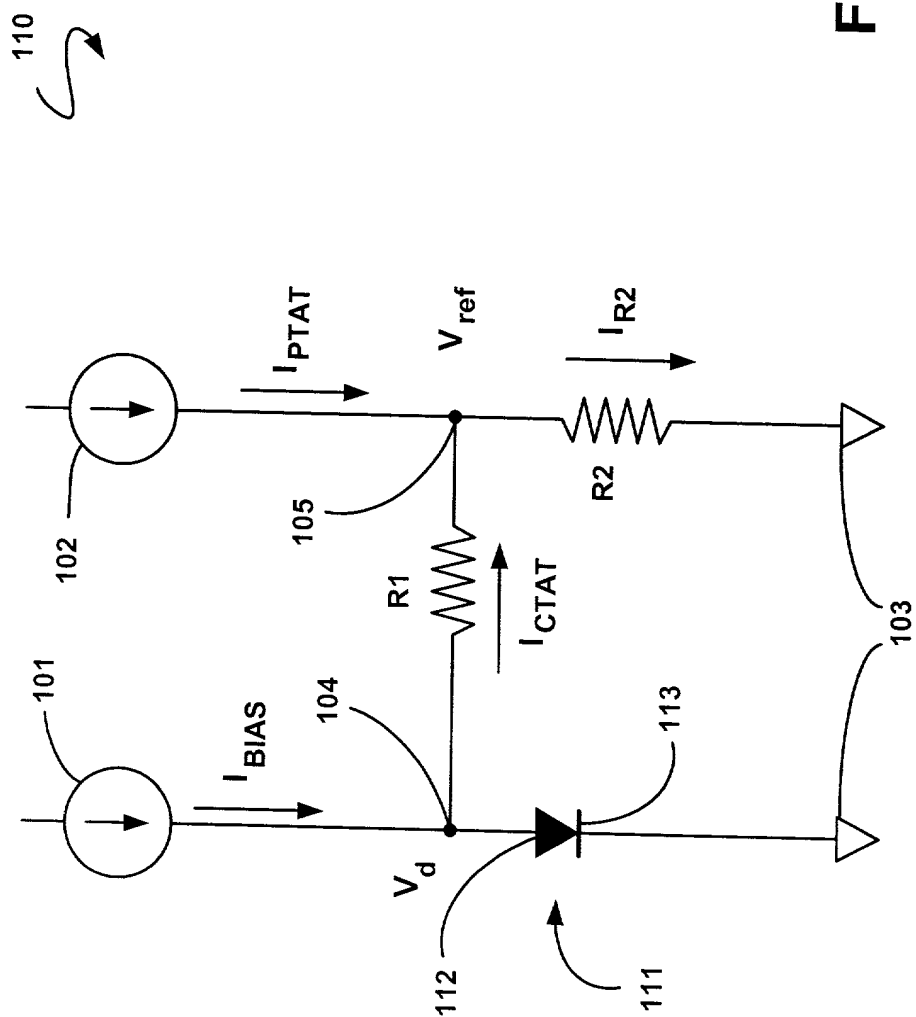 110
102
101
I_PTAT
I_BIAS
105
V_ref
104
R1
I_CTAT
I_R2
R2
V_d
112
113
111
103
F